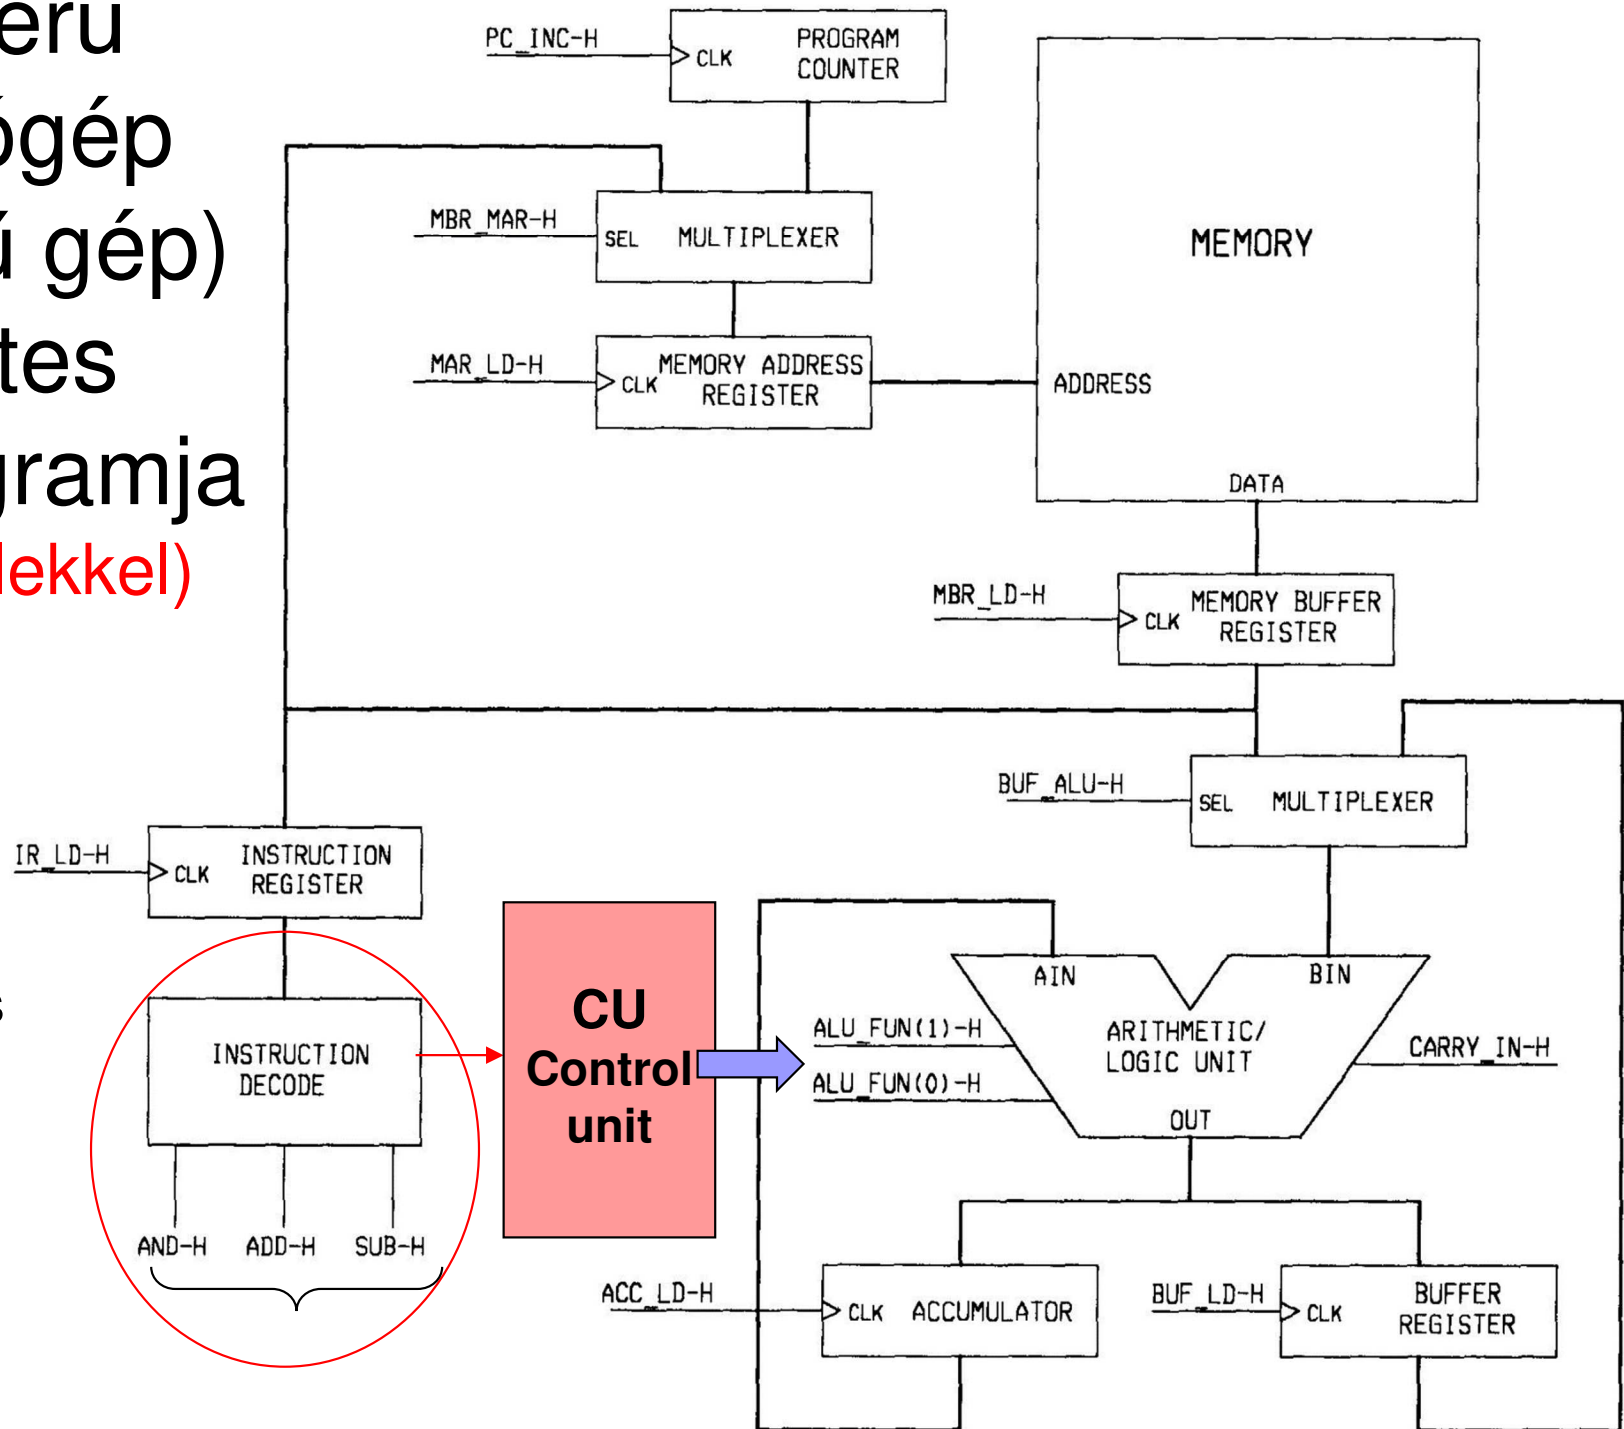 eru
ógép
ú gép)
tes
gramja
lekkel)
s
PC_INC-H
CLK
PROGRAM
COUNTER
MBR_MAR-H
SEL
MULTIPLEXER
MEMORY
MAR_LD-H
CLK
MEMORY ADDRESS
REGISTER
ADDRESS
DATA
MBR_LD-H
CLK
MEMORY BUFFER
REGISTER
BUF_ALU-H
SEL
MULTIPLEXER
IR_LD-H
CLK
INSTRUCTION
REGISTER
INSTRUCTION
DECODE
AND-H
ADD-H
SUB-H
CU
Control
unit
AIN
BIN
ALU_FUN(1)-H
ALU_FUN(0)-H
ARITHMETIC/
LOGIC UNIT
CARRY_IN-H
OUT
ACC_LD-H
CLK
ACCUMULATOR
BUF_LD-H
CLK
BUFFER
REGISTER